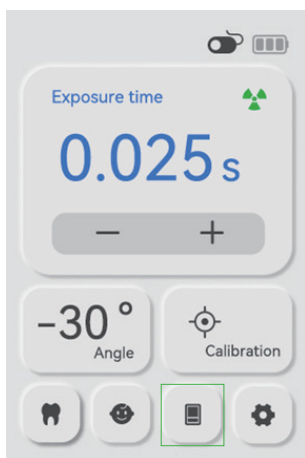 Exposure time
0.025 s
− +
-30°
Angle
Calibration